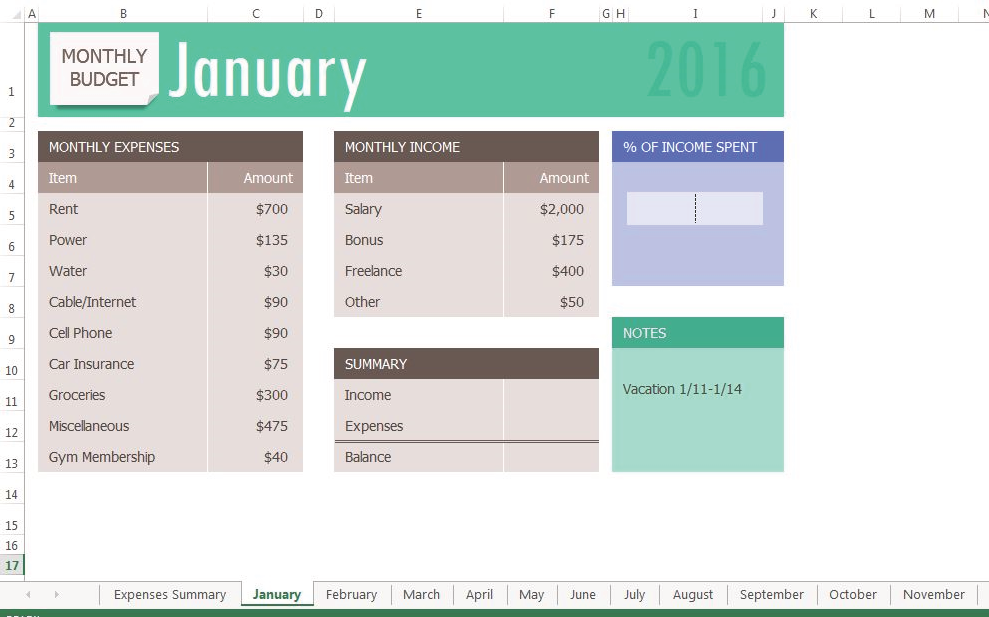 A B C D E F G H I J K L M N
1
MONTHLY
BUDGET
January
2016
2
3 MONTHLY EXPENSES MONTHLY INCOME % OF INCOME SPENT
4 Item Amount Item Amount
5 Rent $700 Salary $2,000
6 Power $135 Bonus $175
7 Water $30 Freelance $400
8 Cable/Internet $90 Other $50
9 Cell Phone $90 NOTES
10 Car Insurance $75 SUMMARY
11 Groceries $300 Income Vacation 1/11-1/14
12 Miscellaneous $475 Expenses
13 Gym Membership $40 Balance
14
15
16
17
Expenses Summary January February March April May June July August September October November